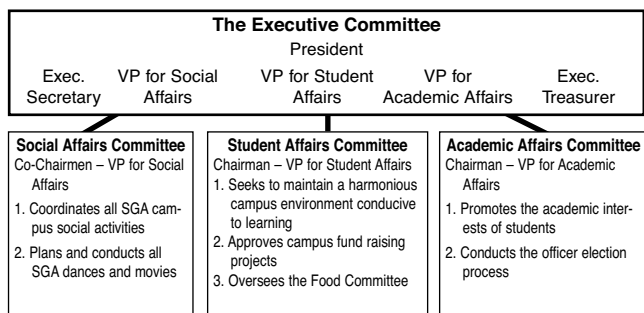 The Executive Committee
President
Exec. Secretary
VP for Social Affairs
VP for Student Affairs
VP for Academic Affairs
Exec. Treasurer
Social Affairs Committee
Co-Chairmen – VP for Social
Affairs
1. Coordinates all SGA cam-
pus social activities
2. Plans and conducts all
SGA dances and movies
Student Affairs Committee
Chairman – VP for Student Affairs
1. Seeks to maintain a harmonious
campus environment conducive
to learning
2. Approves campus fund raising
projects
3. Oversees the Food Committee
Academic Affairs Committee
Chairman – VP for Academic
Affairs
1. Promotes the academic inter-
ests of students
2. Conducts the officer election
process